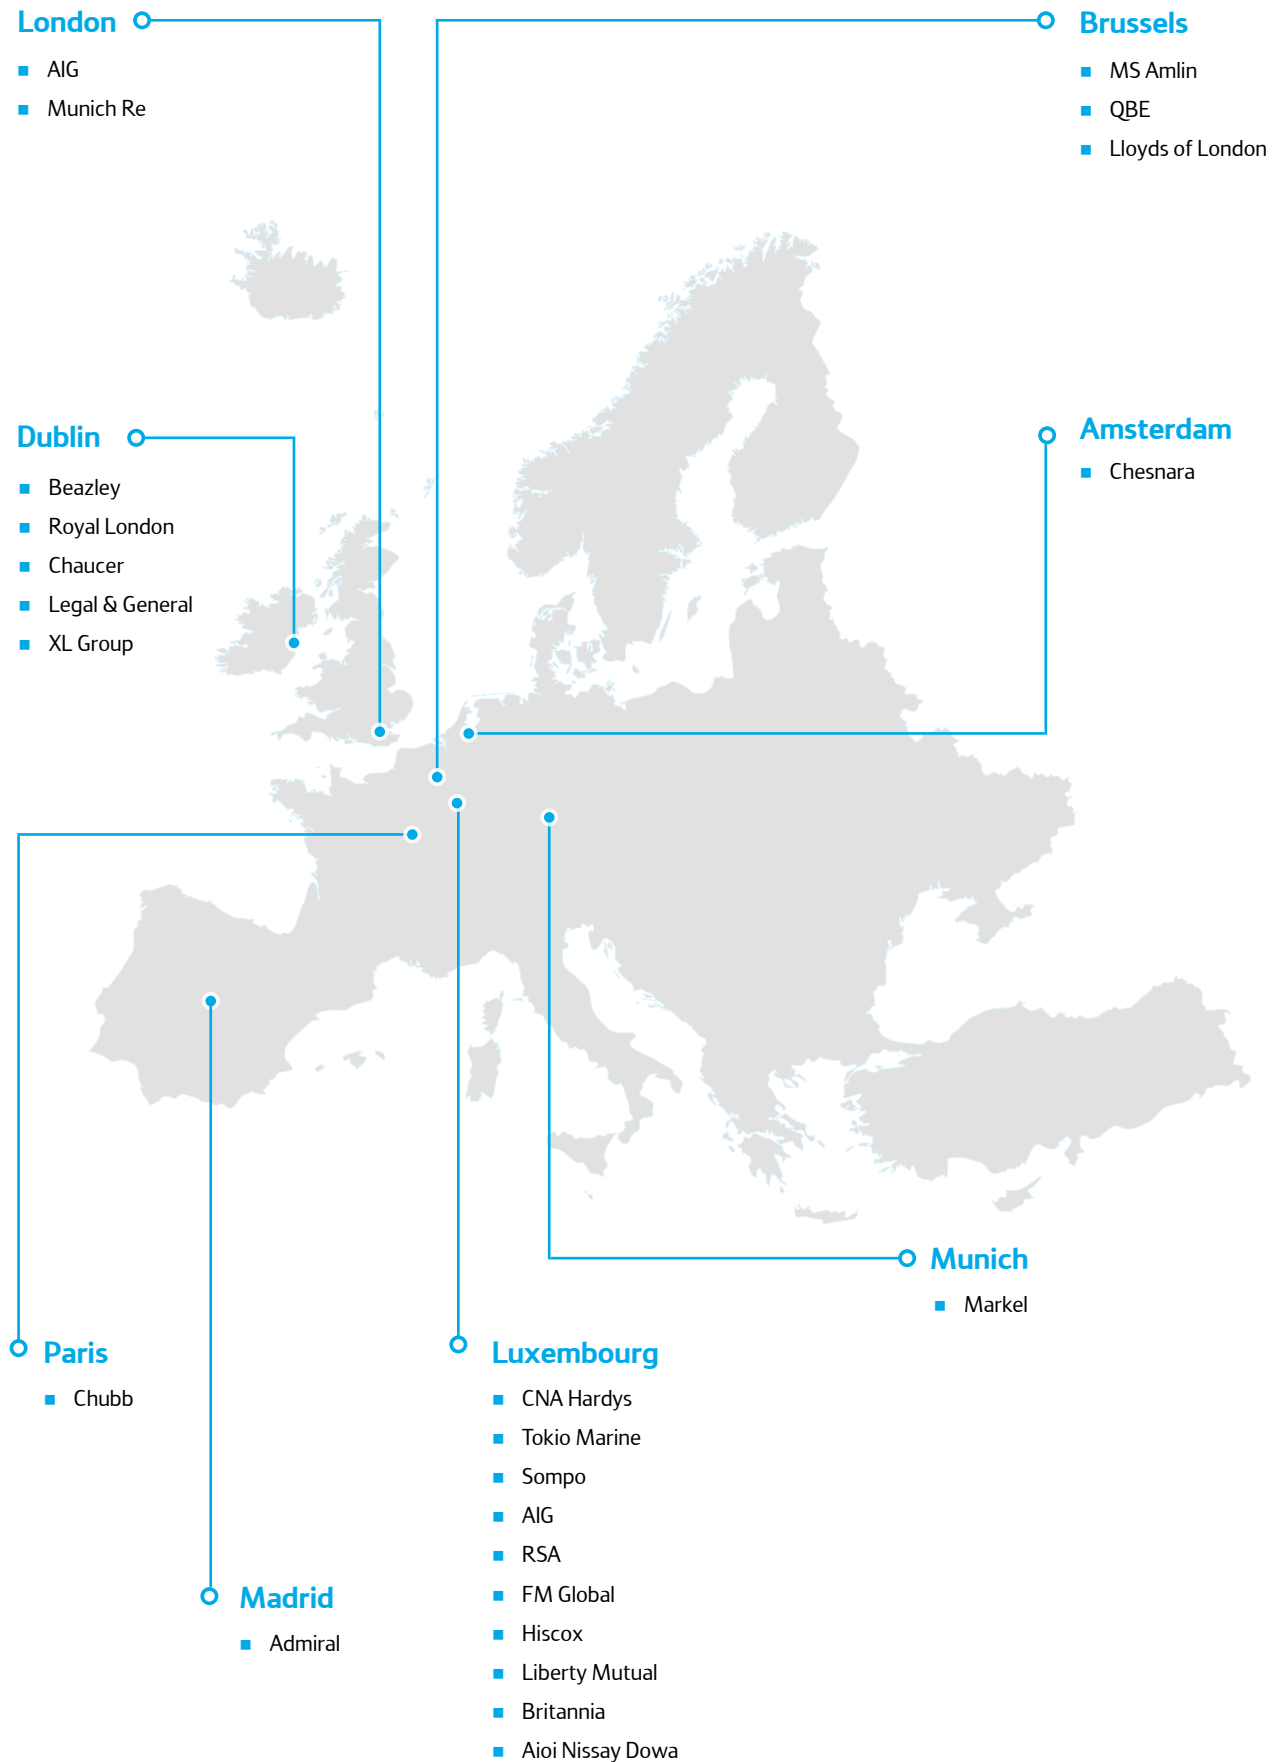 London
AIG
Munich Re
Brussels
MS Amlin
QBE
Lloyds of London
Dublin
Beazley
Royal London
Chaucer
Legal & General
XL Group
Amsterdam
Chesnara
Munich
Markel
Paris
Chubb
Luxembourg
CNA Hardys
Tokio Marine
Sompo
AIG
RSA
FM Global
Hiscox
Liberty Mutual
Britannia
Aioi Nissay Dowa
Madrid
Admiral